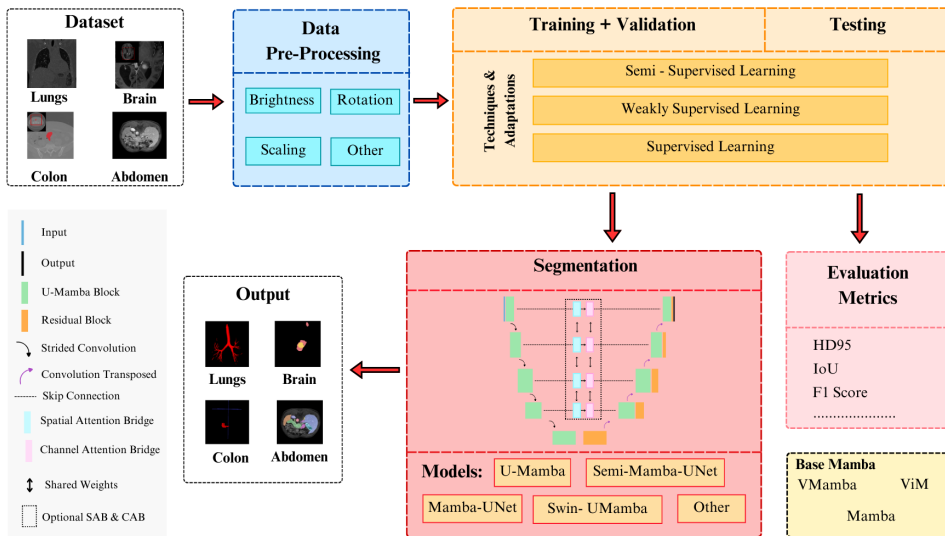 Dataset
Lungs
Brain
Colon
Abdomen
Data
Pre-Processing
Brightness
Rotation
Scaling
Other
Training + Validation
Testing
Techniques &
Adaptations
Semi - Supervised Learning
Weakly Supervised Learning
Supervised Learning
Input
Output
U-Mamba Block
Residual Block
Strided Convolution
Convolution Transposed
Skip Connection
Spatial Attention Bridge
Channel Attention Bridge
Shared Weights
Optional SAB & CAB
Output
Lungs
Brain
Colon
Abdomen
Segmentation
Models:
U-Mamba
Semi-Mamba-UNet
Mamba-UNet
Swin- UMamba
Other
Evaluation
Metrics
HD95
IoU
F1 Score
....................
Base Mamba
VMamba
ViM
Mamba